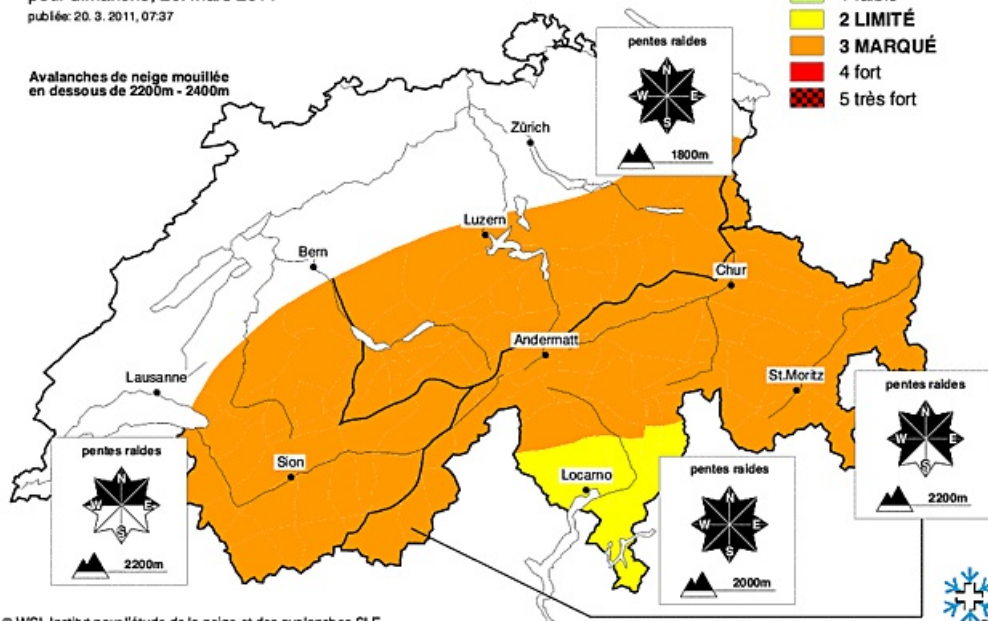 publiée: 20. 3. 2011, 07:37
2 LIMITÉ
3 MARQUÉ
4 fort
5 très fort
Avalanches de neige mouillée
en dessous de 2200m - 2400m
pentes raides
N
W E
S
1800m
Zürich
Luzern
Bern
Chur
Andermatt
Lausanne
St.Moritz
pentes raides
N
W E
S
2200m
Sion
Locarno
pentes raides
N
W E
S
2200m
pentes raides
N
W E
S
2000m